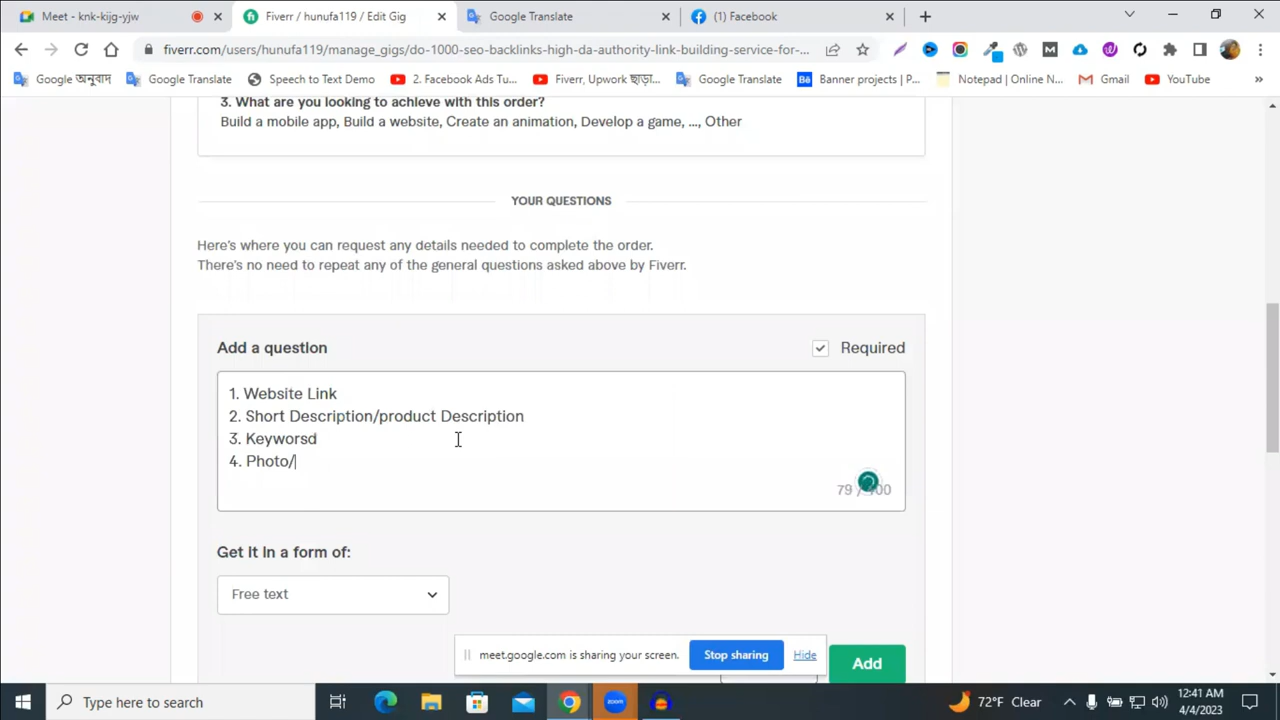 Meet - knk-kijg-yjw
Fiverr / hunufa119 / Edit Gig
Google Translate
(1) Facebook
fiverr.com/users/hunufa119/manage_gigs/do-1000-seo-backlinks-high-da-authority-link-building-service-for-...
Google অনুবাদ
Google Translate
Speech to Text Demo
2. Facebook Ads Tu...
Fiverr, Upwork ছাড়া...
Google Translate
Banner projects | P...
Notepad | Online N...
Gmail
YouTube
3. What are you looking to achieve with this order?
Build a mobile app, Build a website, Create an animation, Develop a game, ..., Other
YOUR QUESTIONS
Here's where you can request any details needed to complete the order.
There's no need to repeat any of the general questions asked above by Fiverr.
Add a question
Required
1. Website Link
2. Short Description/product Description
3. Keyworsd
4. Photo/
79 / 400
Get it in a form of:
Free text
meet.google.com is sharing your screen.
Stop sharing
Hide
Add
Type here to search
zoom
72°F Clear
12:41 AM
4/4/2023